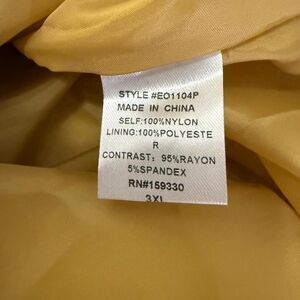 STYLE #EO1104P
MADE IN CHINA
SELF:100%NYLON
LINING:100%POLYESTE
R
CONTRAST: 95%RAYON
5%SPANDEX
RN#159330
3XL